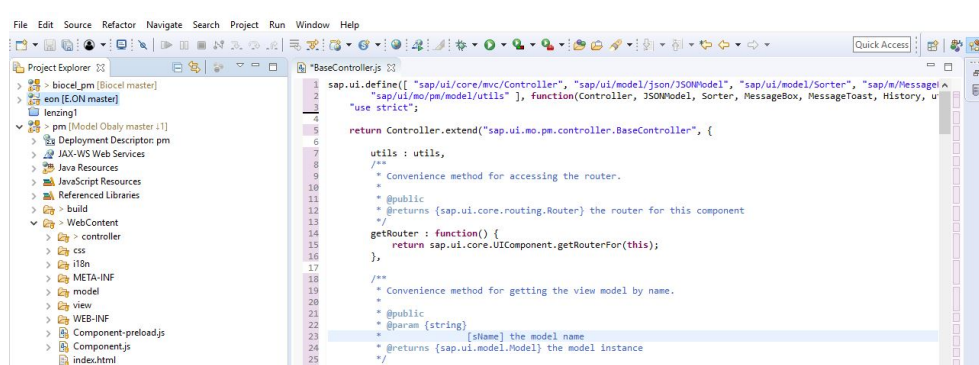 File Edit Source Refactor Navigate Search Project Run Window Help
Quick Access
Project Explorer
*BaseController.js
> biocel_pm [Biocel master]
eon [E.ON master]
lenzing1
> pm [Model Obaly master ↓1]
Deployment Descriptor: pm
JAX-WS Web Services
Java Resources
JavaScript Resources
Referenced Libraries
> build
> WebContent
> controller
css
> i18n
META-INF
> model
> view
WEB-INF
Component-preload.js
> Component.js
index.html
1 sap.ui.define([ "sap/ui/core/mvc/Controller", "sap/ui/model/json/JSONModel", "sap/ui/model/Sorter", "sap/m/Message
2 "sap/ui/mo/pm/model/utils" ], function(Controller, JSONModel, Sorter, MessageBox, MessageToast, History, u
3 "use strict";
4
5 return Controller.extend("sap.ui.mo.pm.controller.BaseController", {
6
7 utils : utils,
8 /**
9 * Convenience method for accessing the router.
10 *
11 * @public
12 * @returns {sap.ui.core.routing.Router} the router for this component
13 */
14 getRouter : function() {
15 return sap.ui.core.UIComponent.getRouterFor(this);
16 },
17
18 /**
19 * Convenience method for getting the view model by name.
20 *
21 * @public
22 * @param {string}
23 * [sName] the model name
24 * @returns {sap.ui.model.Model} the model instance
25 */